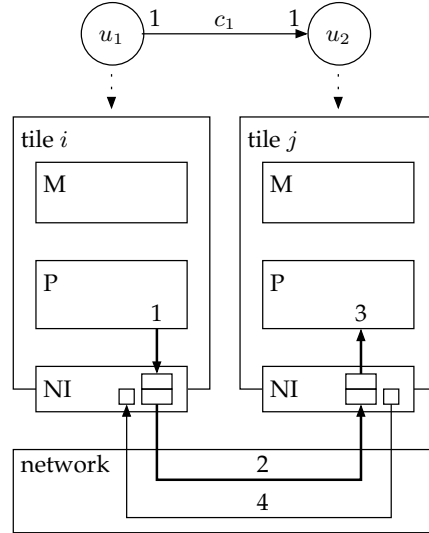 u1 1 c1 1 u2
tile i tile j
M M
P P
1 3
NI NI
network 2
4